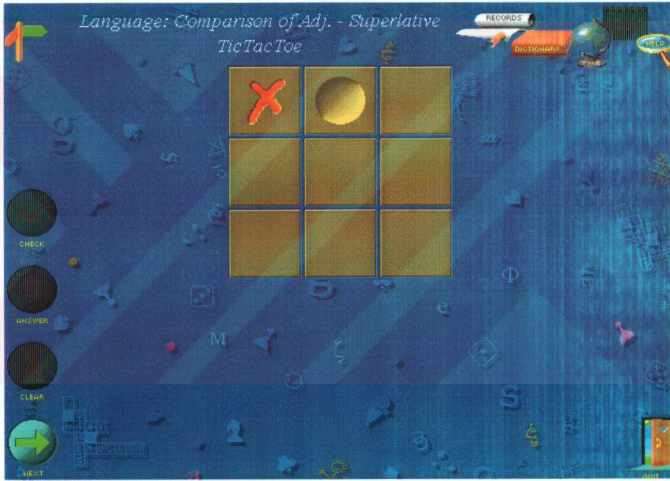 Language: Comparison of Adj. - Superlative
TicTacToe
RECORDS
DICTIONARY
HELP
CHECK
ANSWER
CLEAR
NEXT
QUIT